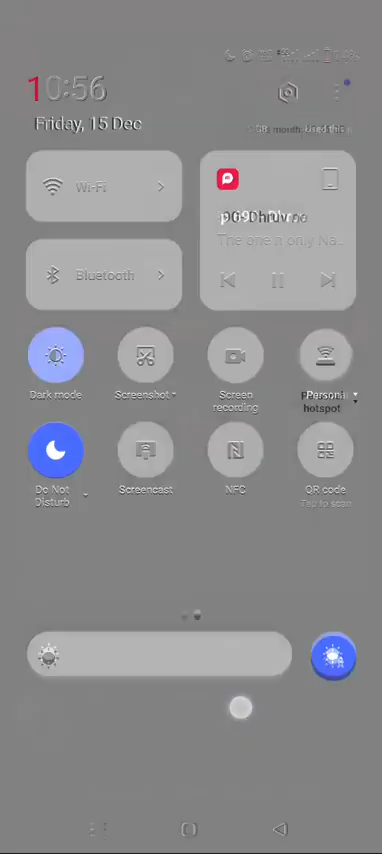 10:56
Friday, 15 Dec
Wi-Fi
The one n only Na..
Bluetooth
Dark mode
Screenshot
Screen
recording
Personal
hotspot
Do Not
Disturb
Screencast
NFC
QR code
Tap to scan